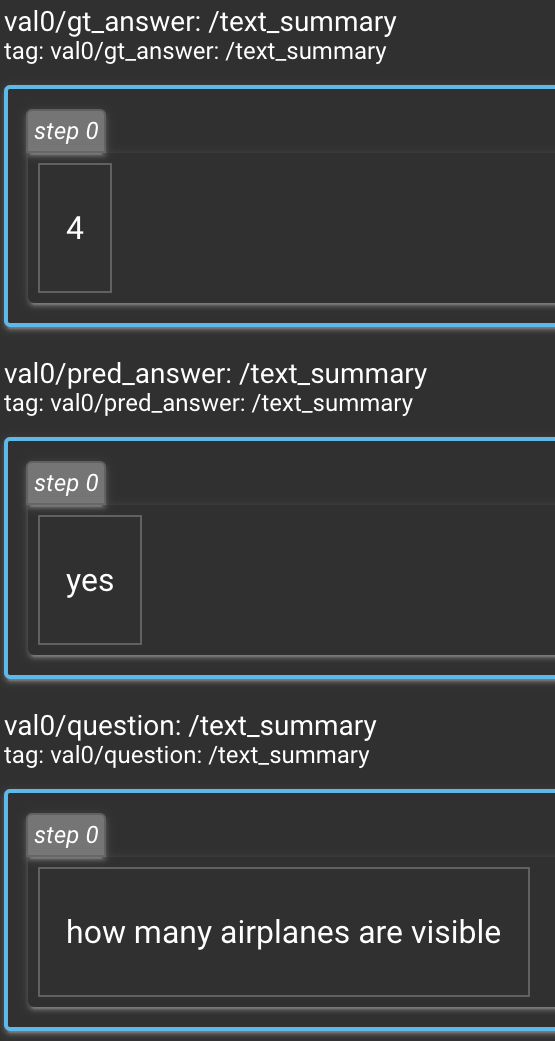 val0/gt_answer: /text_summary
tag: val0/gt_answer: /text_summary
step 0
4
val0/pred_answer: /text_summary
tag: val0/pred_answer: /text_summary
step 0
yes
val0/question: /text_summary
tag: val0/question: /text_summary
step 0
how many airplanes are visible